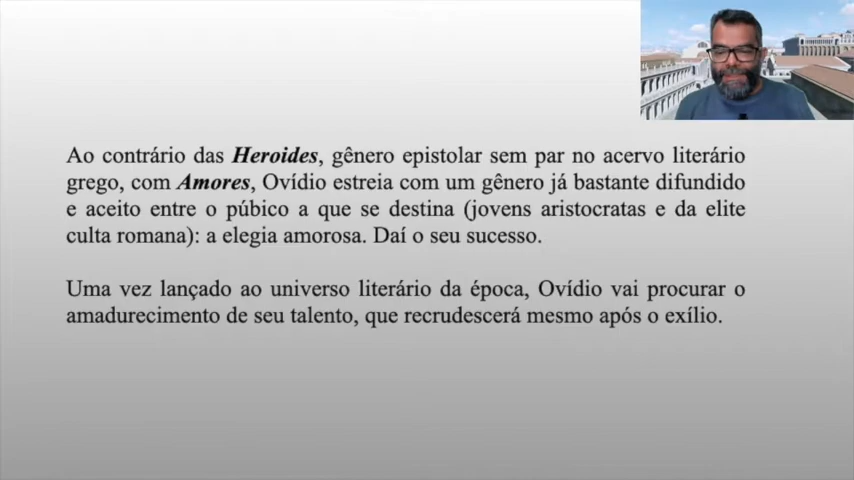 Ao contrário das Heroides, gênero epistolar sem par no acervo literário
grego, com Amores, Ovídio estreia com um gênero já bastante difundido
e aceito entre o púbico a que se destina (jovens aristocratas e da elite
culta romana): a elegia amorosa. Daí o seu sucesso.
Uma vez lançado ao universo literário da época, Ovídio vai procurar o
amadurecimento de seu talento, que recrudescerá mesmo após o exílio.